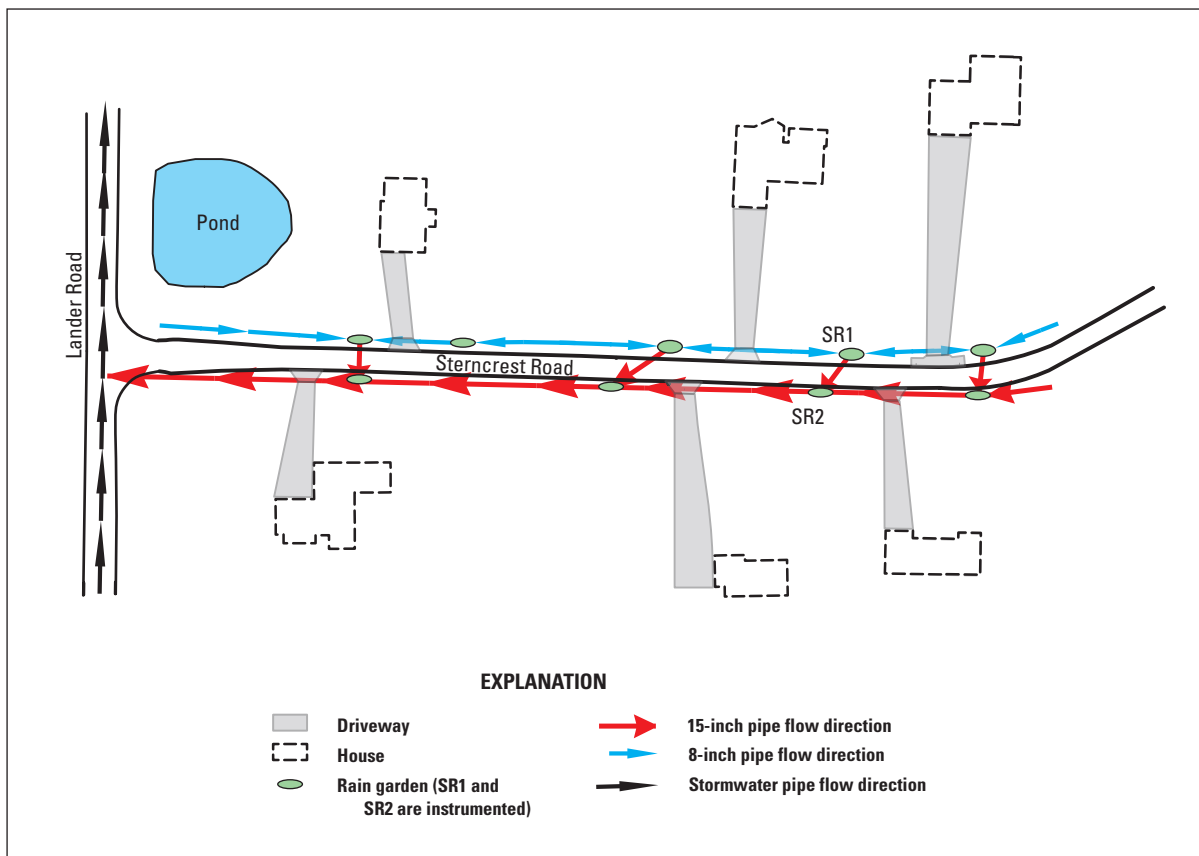 Pond
Lander Road
SR1
Sterncrest Road
SR2
EXPLANATION
Driveway
House
Rain garden (SR1 and
SR2 are instrumented)
15-inch pipe flow direction
8-inch pipe flow direction
Stormwater pipe flow direction